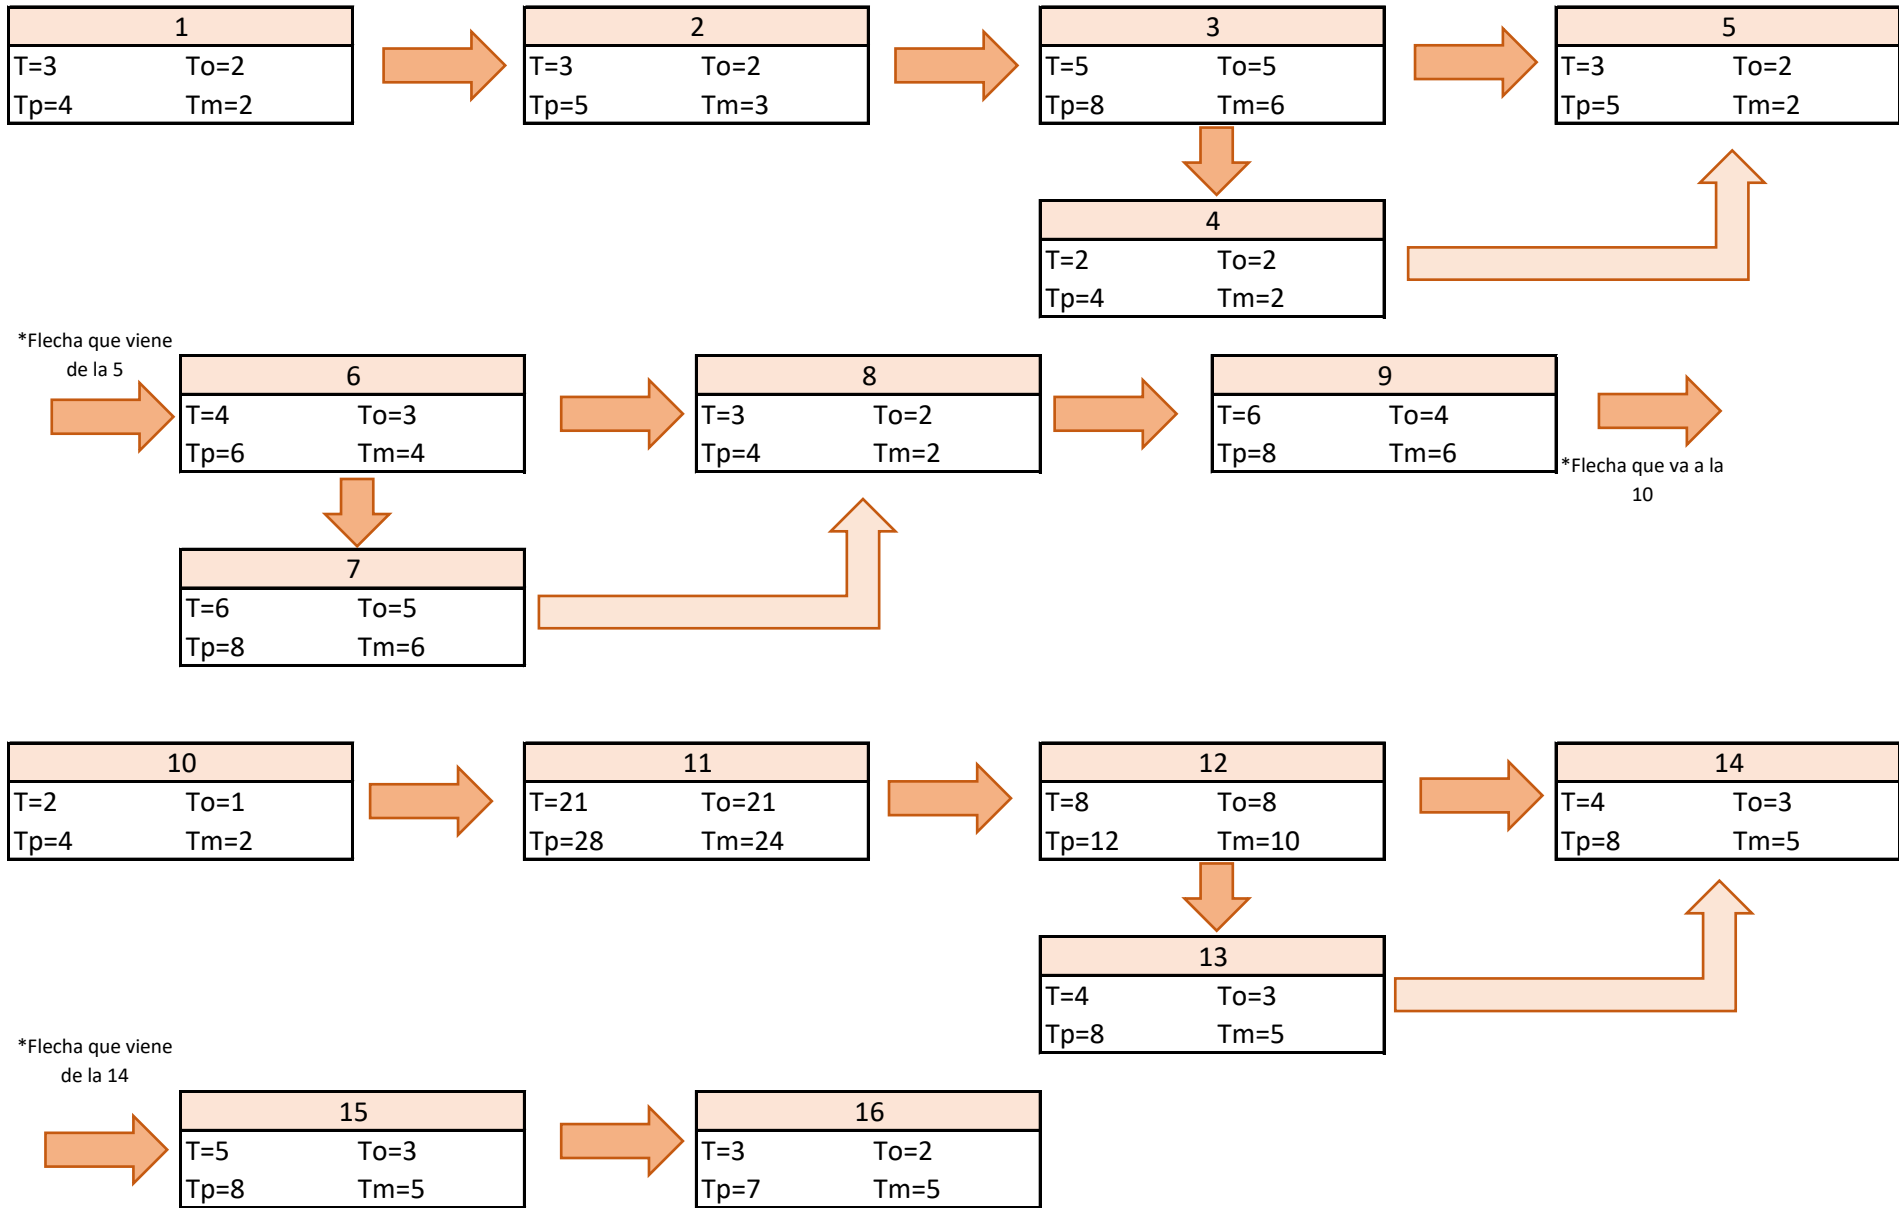 1 2 3 5
T=3 To=2 T=3 To=2 T=5 To=5 T=3 To=2
Tp=4 Tm=2 Tp=5 Tm=3 Tp=8 Tm=6 Tp=5 Tm=2
4
T=2 To=2
Tp=4 Tm=2
*Flecha que viene
de la 5
6 8 9
T=4 To=3 T=3 To=2 T=6 To=4
Tp=6 Tm=4 Tp=4 Tm=2 Tp=8 Tm=6
*Flecha que va a la
10
7
T=6 To=5
Tp=8 Tm=6
10 11 12 14
T=2 To=1 T=21 To=21 T=8 To=8 T=4 To=3
Tp=4 Tm=2 Tp=28 Tm=24 Tp=12 Tm=10 Tp=8 Tm=5
13
T=4 To=3
Tp=8 Tm=5
*Flecha que viene
de la 14
15 16
T=5 To=3 T=3 To=2
Tp=8 Tm=5 Tp=7 Tm=5